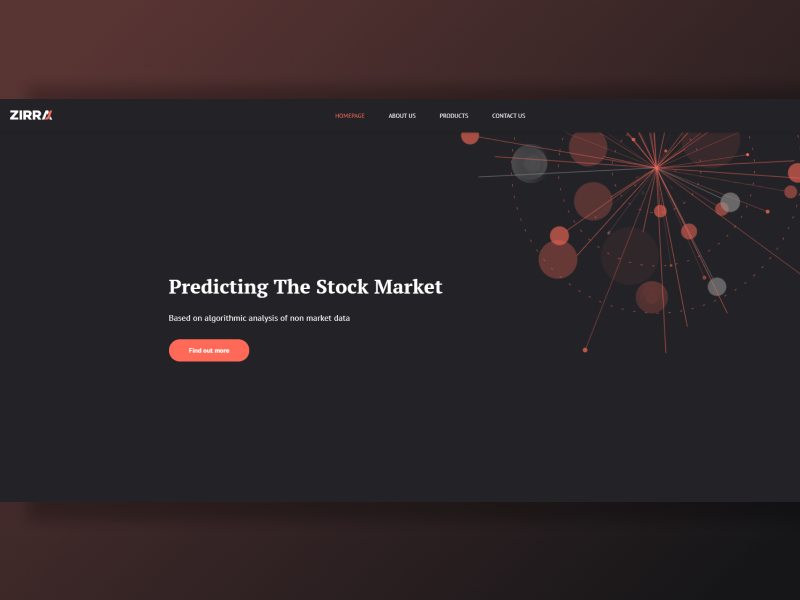 ZIRRA
HOMEPAGE ABOUT US PRODUCTS CONTACT US
Predicting The Stock Market
Based on algorithmic analysis of non market data
Find out more